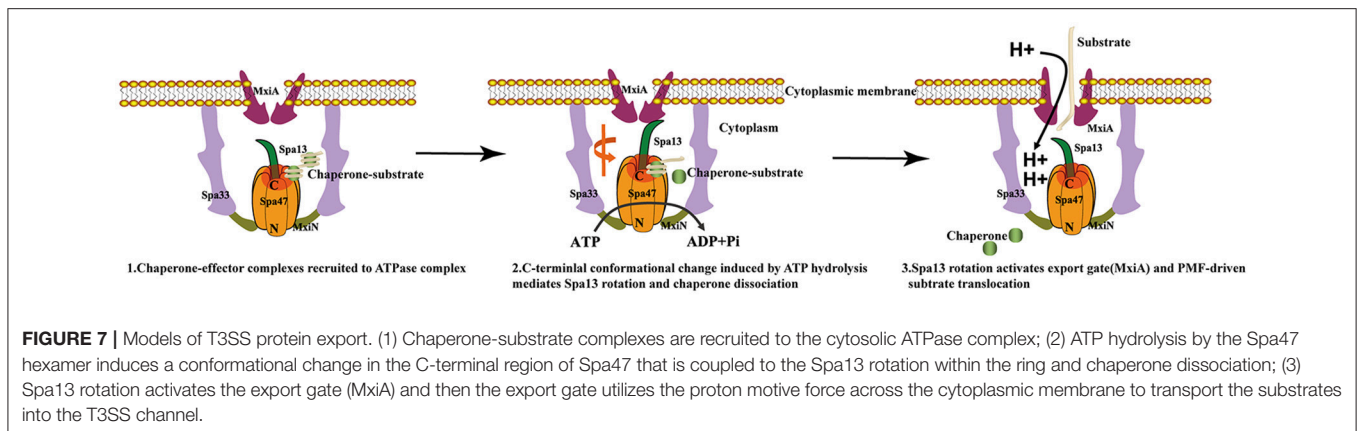 MxiA
Spa13
Chaperone-substrate
C
Spa33
Spa47
MxiN
N
1.Chaperone-effector complexes recruited to ATPase complex
MxiA
Cytoplasmic membrane
Cytoplasm
Spa13
Chaperone-substrate
C
Spa33
Spa47
MxiN
N
ATP
ADP+Pi
2.C-terminlal conformational change induced by ATP hydrolysis
mediates Spa13 rotation and chaperone dissociation
H+
Substrate
MxiA
Spa13
H+
H+
C
Spa33
Spa47
MxiN
N
Chaperone
3.Spa13 rotation activates export gate(MxiA) and PMF-driven
subtrate translocation
FIGURE 7 | Models of T3SS protein export. (1) Chaperone-substrate complexes are recruited to the cytosolic ATPase complex; (2) ATP hydrolysis by the Spa47
hexamer induces a conformational change in the C-terminal region of Spa47 that is coupled to the Spa13 rotation within the ring and chaperone dissociation; (3)
Spa13 rotation activates the export gate (MxiA) and then the export gate utilizes the proton motive force across the cytoplasmic membrane to transport the substrates
into the T3SS channel.